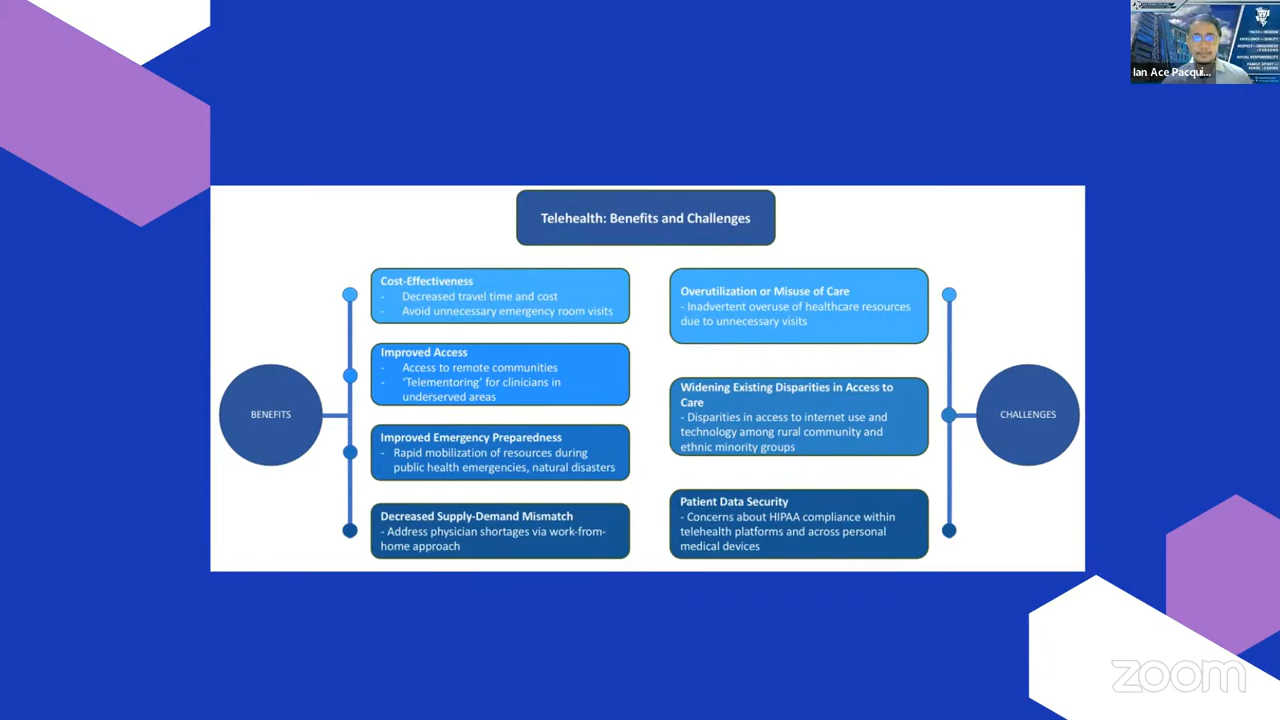 Telehealth: Benefits and Challenges
BENEFITS
Cost-Effectiveness
- Decreased travel time and cost
- Avoid unnecessary emergency room visits
Improved Access
- Access to remote communities
- ‘Telementoring’ for clinicians in
underserved areas
Improved Emergency Preparedness
- Rapid mobilization of resources during
public health emergencies, natural disasters
Decreased Supply-Demand Mismatch
- Address physician shortages via work-from-
home approach
Overutilization or Misuse of Care
- Inadvertent overuse of healthcare resources
due to unnecessary visits
Widening Existing Disparities in Access to
Care
- Disparities in access to internet use and
technology among rural community and
ethnic minority groups
Patient Data Security
- Concerns about HIPAA compliance within
telehealth platforms and across personal
medical devices
CHALLENGES
Ian Ace Pacqui...
zoom